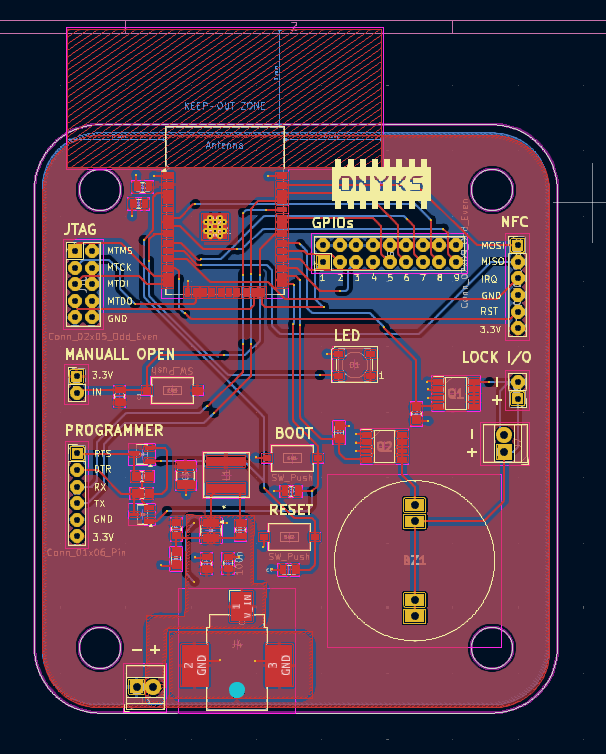 KEEP-OUT ZONE
Antenna
ONYKS
GPIOs
NFC
JTAG
MTMS
MTCK
MTDI
MTDO
GND
1 2 3 4 5 6 7 8 9
MOSI
MISO
IRQ
GND
RST
3.3V
Conn_02x05_Odd_Even
MANUALL OPEN
SW_Push
3.3V
IN
LED
1
LOCK I/O
Q1
- 
+
PROGRAMMER
RTS
DTR
RX
TX
GND
3.3V
Conn_01x06_Pin
BOOT
SW_Push
Q2
-
+
RESET
SW_Push
100n
BZ1
1
V IN
J4
2
GND
3
GND
- +